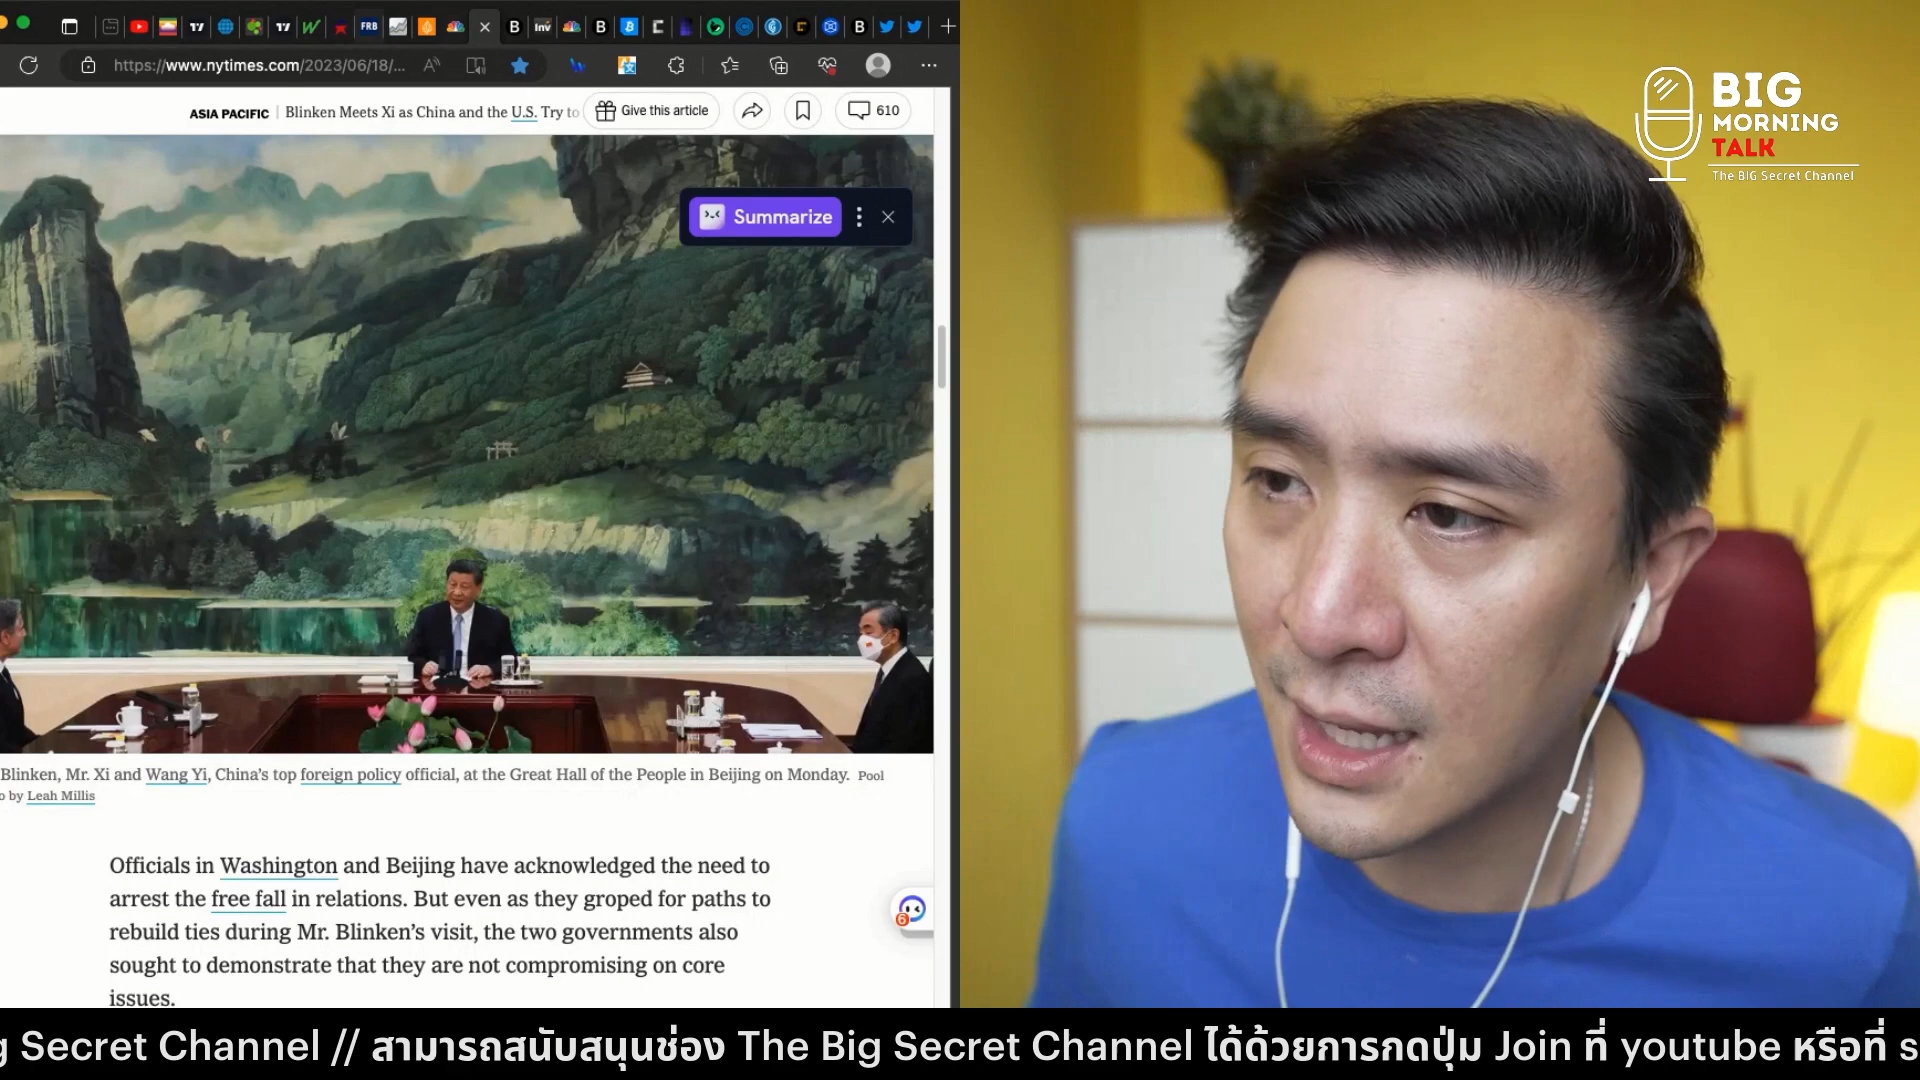 FRB
Inv
https://www.nytimes.com/2023/06/18/...
ASIA PACIFIC | Blinken Meets Xi as China and the U.S. Try to
Give this article
610
Summarize
Blinken, Mr. Xi and Wang Yi, China's top foreign policy official, at the Great Hall of the People in Beijing on Monday. Pool
o by Leah Millis
Officials in Washington and Beijing have acknowledged the need to
arrest the free fall in relations. But even as they groped for paths to
rebuild ties during Mr. Blinken's visit, the two governments also
sought to demonstrate that they are not compromising on core
issues.
6
BIG
MORNING
TALK
The BIG Secret Channel
g Secret Channel // สามารถสนับสนุนช่อง The Big Secret Channel ได้ด้วยการกดปุ่ม Join ที่ youtube หรือที่ s